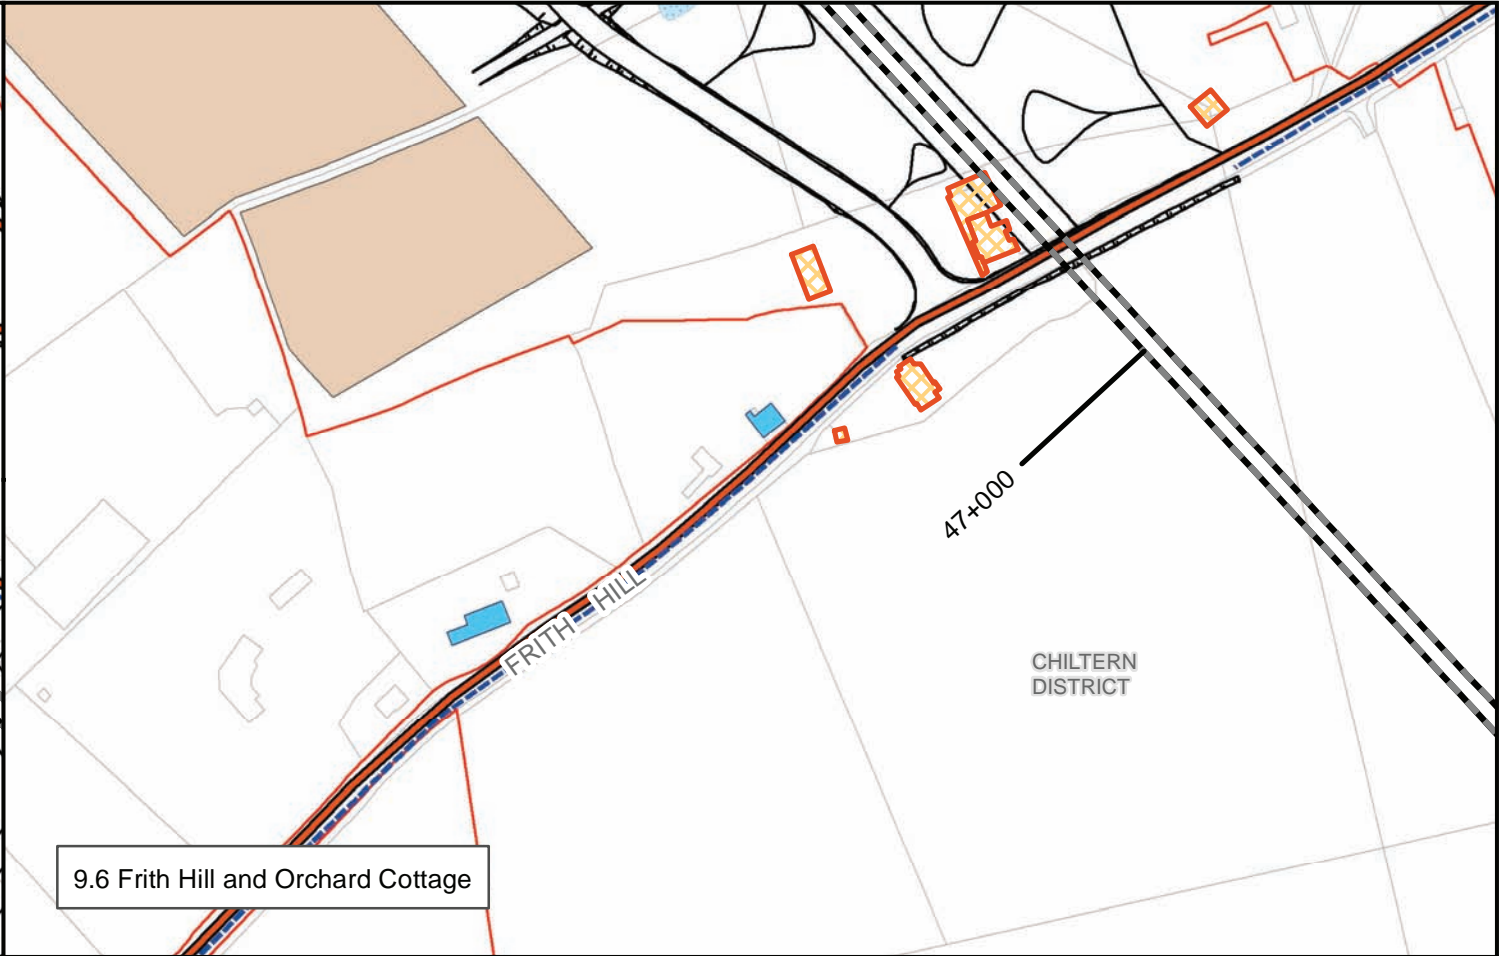 47+000
FRITH HILL
CHILTERN
DISTRICT
9.6 Frith Hill and Orchard Cottage